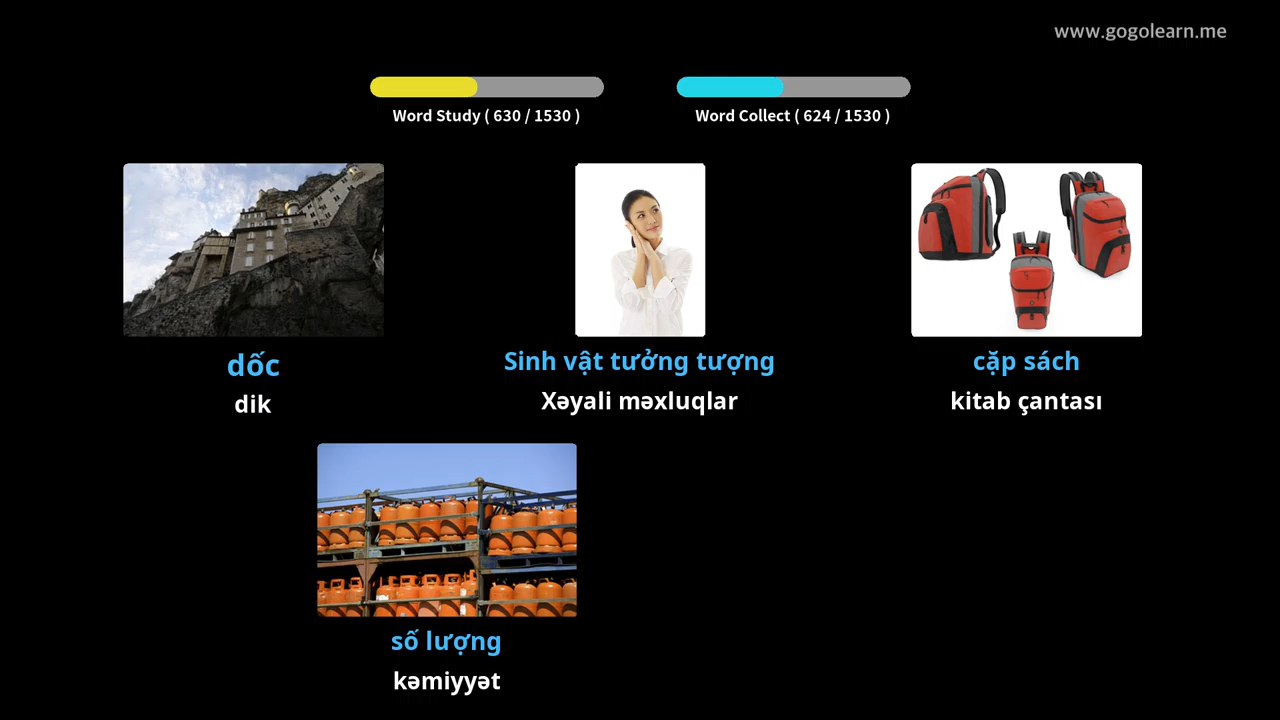 www.gogolearn.me
Word Study ( 630 / 1530 )
Word Collect ( 624 / 1530 )
dốc
dik
Sinh vật tưởng tượng
Xəyali məxluqlar
cặp sách
kitab çantası
số lượng
kəmiyyət